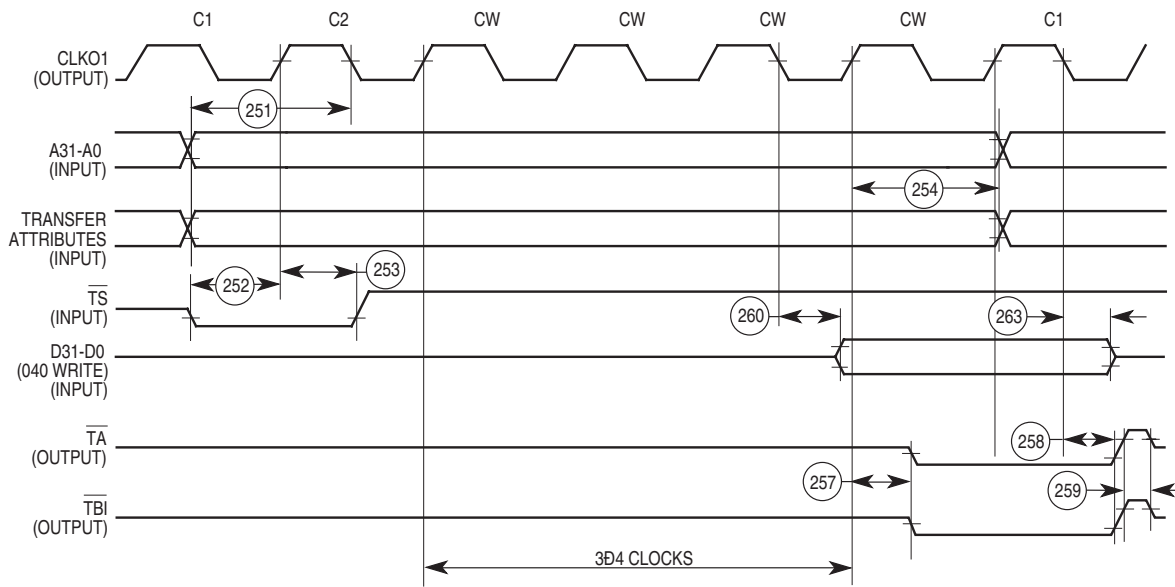 C1 C2 CW CW CW CW C1
CLKO1
(OUTPUT)
251
A31-A0
(INPUT)
254
TRANSFER
ATTRIBUTES
(INPUT)
252
253
TS
(INPUT)
260
263
D31-D0
(040 WRITE)
(INPUT)
TA
(OUTPUT)
258
257
259
TBI
(OUTPUT)
3Ð4 CLOCKS